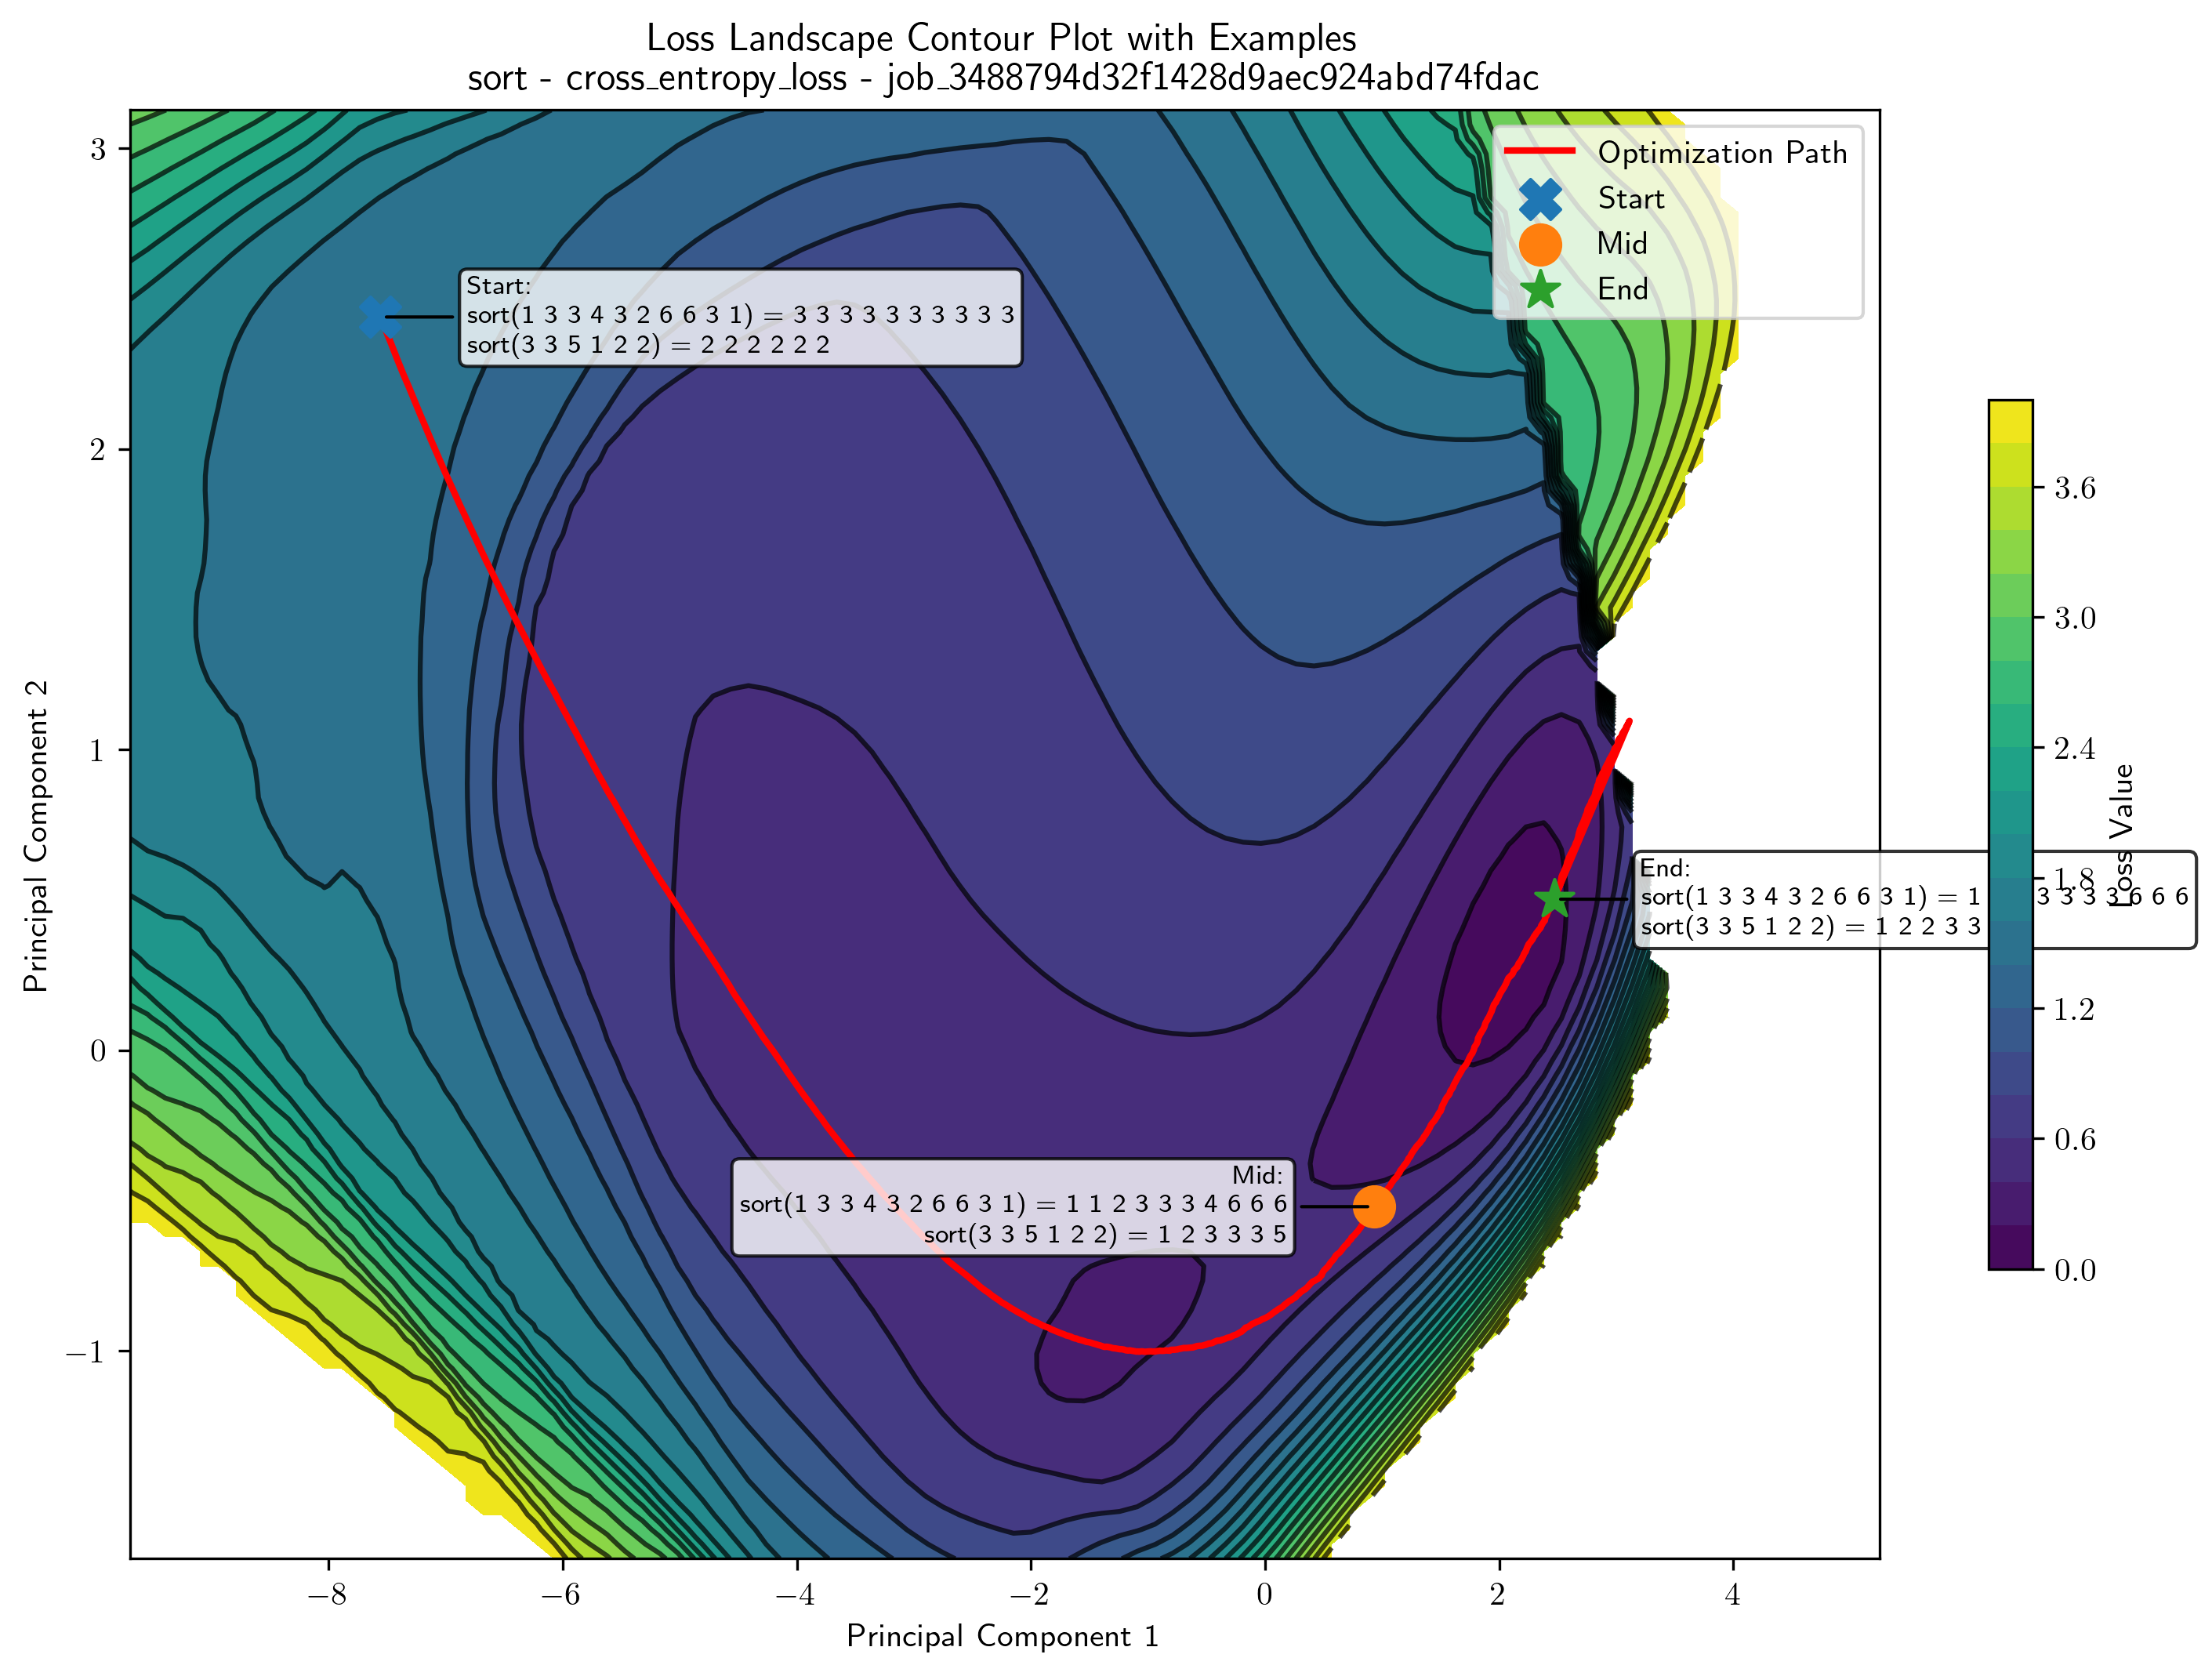 Loss Landscape Contour Plot with Examples
sort - cross_entropy_loss - job_3488794d32f1428d9aec924abd74fdac
Optimization Path
Start
Mid
End
Start:
sort(1 3 3 4 3 2 6 6 3 1) = 3 3 3 3 3 3 3 3 3 3
sort(3 3 5 1 2 2) = 2 2 2 2 2 2
End:
sort(1 3 3 4 3 2 6 6 3 1) = 1 3 3 3 3 6 6 6
sort(3 3 5 1 2 2) = 1 2 2 3 3
Mid:
sort(1 3 3 4 3 2 6 6 3 1) = 1 1 2 3 3 3 4 6 6 6
sort(3 3 5 1 2 2) = 1 2 3 3 3 5
3
2
1
0
−1
Principal Component 2
−8
−6
−4
−2
0
2
4
Principal Component 1
3.6
3.0
2.4
1.8
1.2
0.6
0.0
Loss Value